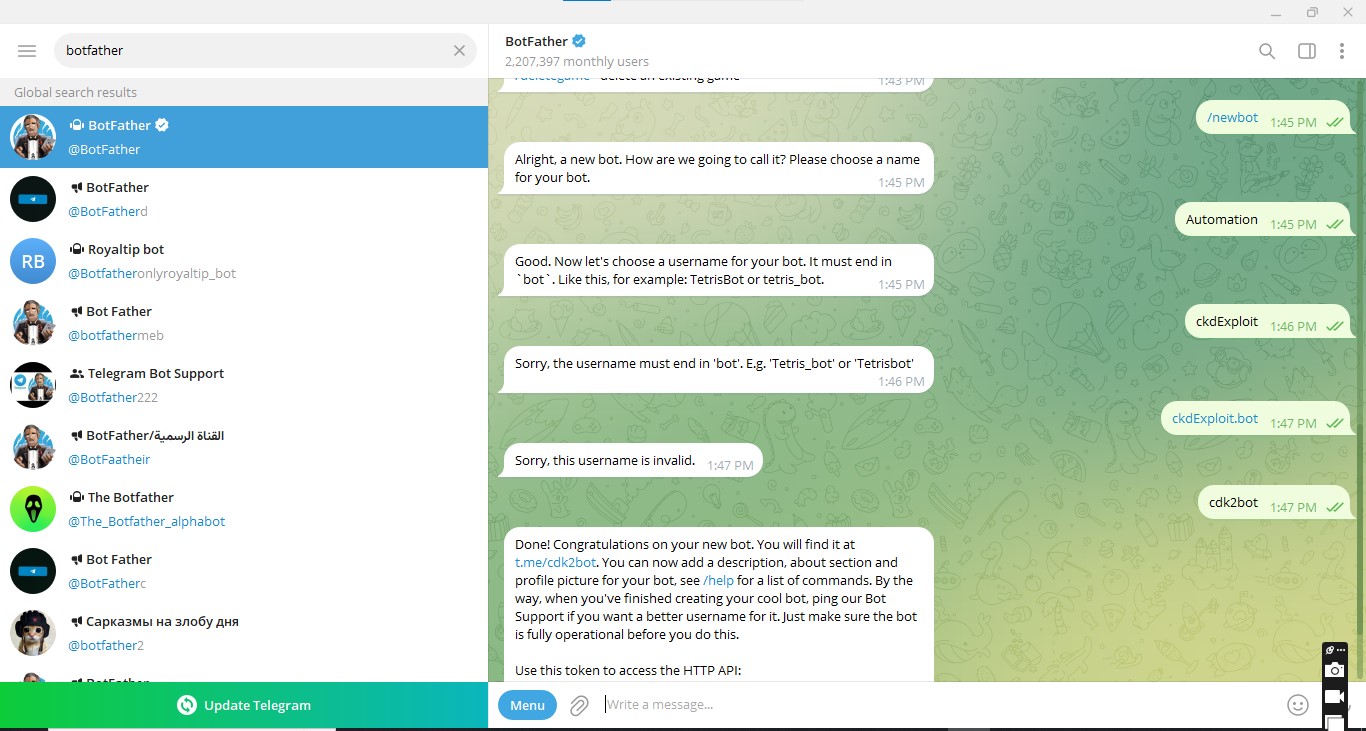 botfather
Global search results
BotFather
@BotFather
BotFather
@BotFatherd
RB
Royaltip bot
@Botfatheronlyroyaltip_bot
Bot Father
@botfathermeb
Telegram Bot Support
@Botfather222
BotFather/القناة الرسمية
@BotFaatheir
The Botfather
@The_Botfather_alphabot
Bot Father
@BotFatherc
Сарказмы на злобу дня
@botfather2
BotFather
Update Telegram
BotFather
2,207,397 monthly users
/deletegame - delete an existing game
1:43 PM
/newbot 1:45 PM
Alright, a new bot. How are we going to call it? Please choose a name
for your bot.
1:45 PM
Automation 1:45 PM
Good. Now let's choose a username for your bot. It must end in
`bot`. Like this, for example: TetrisBot or tetris_bot.
1:45 PM
ckdExploit 1:46 PM
Sorry, the username must end in 'bot'. E.g. 'Tetris_bot' or 'Tetrisbot'
1:46 PM
ckdExploit.bot 1:47 PM
Sorry, this username is invalid. 1:47 PM
cdk2bot 1:47 PM
Done! Congratulations on your new bot. You will find it at
t.me/cdk2bot. You can now add a description, about section and
profile picture for your bot, see /help for a list of commands. By the
way, when you've finished creating your cool bot, ping our Bot
Support if you want a better username for it. Just make sure the bot
is fully operational before you do this.
Use this token to access the HTTP API:
Menu
Write a message...